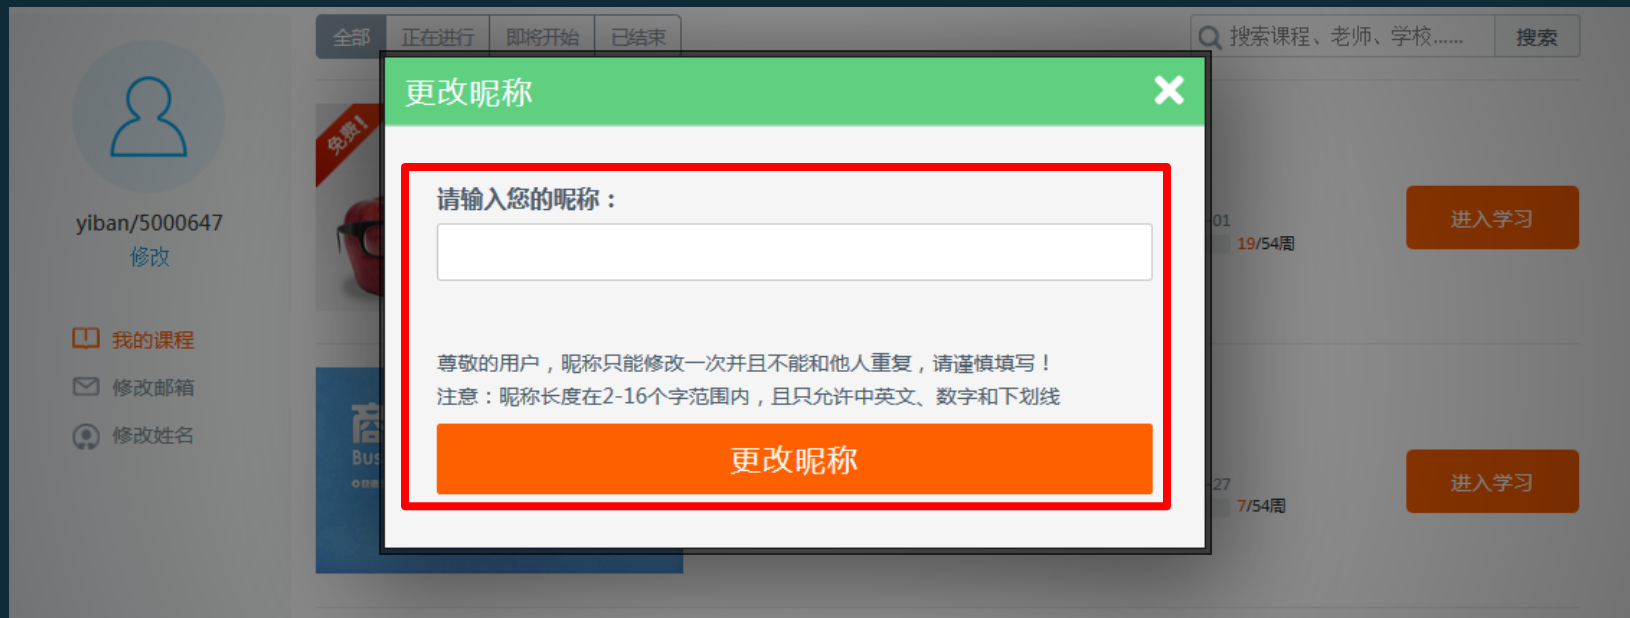 全部
正在进行
即将开始
已结束
搜索课程、老师、学校......
搜索
更改昵称
免费!
yiban/5000647
修改
我的课程
修改邮箱
修改姓名
请输入您的昵称：
尊敬的用户，昵称只能修改一次并且不能和他人重复，请谨慎填写！
注意：昵称长度在2-16个字范围内，且只允许中英文、数字和下划线
更改昵称
-01
19/54周
进入学习
商
Bus
-27
7/54周
进入学习